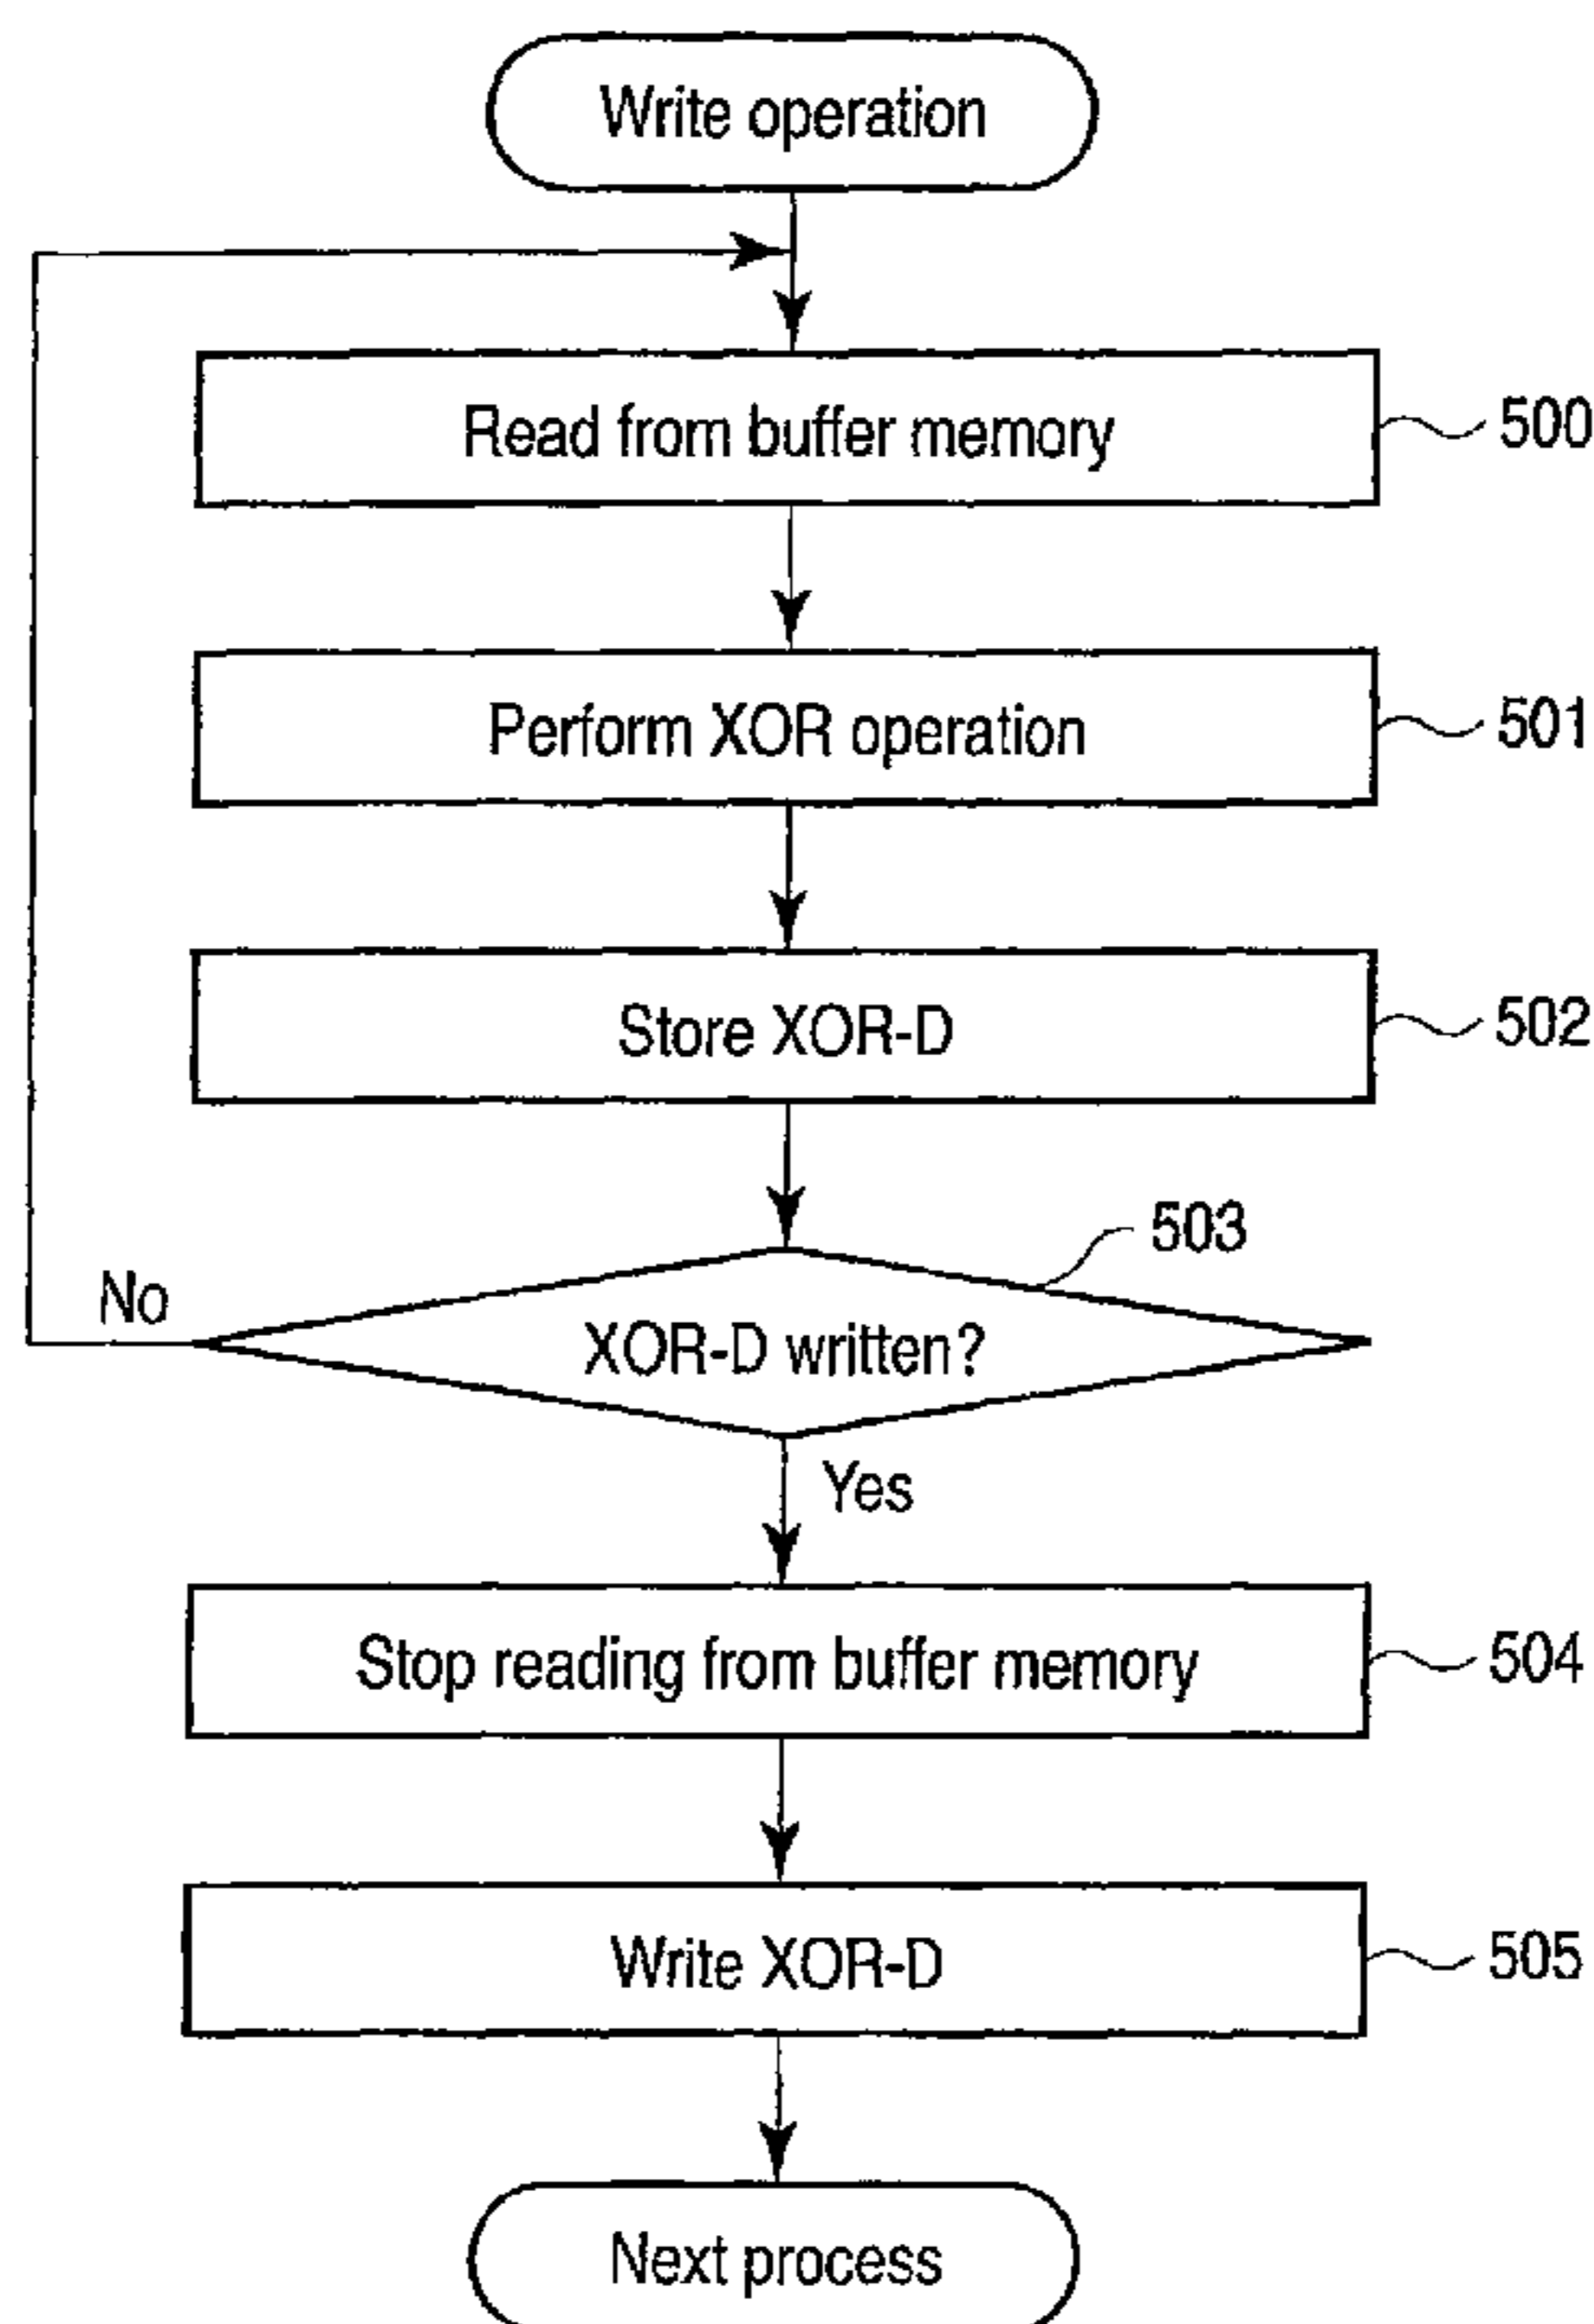 Write operation
Read from buffer memory
500
Perform XOR operation
501
Store XOR-D
502
503
No
XOR-D written?
Yes
Stop reading from buffer memory
504
Write XOR-D
505
Next process